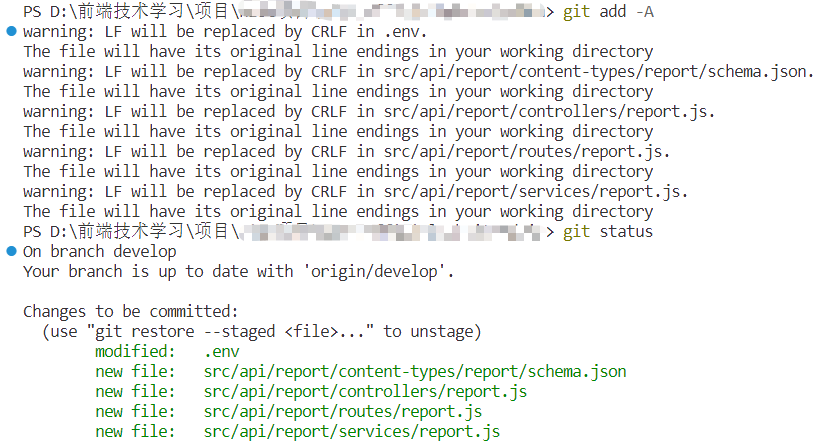 PS D:\前端技术学习\项目\ > git add -A
warning: LF will be replaced by CRLF in .env.
The file will have its original line endings in your working directory
warning: LF will be replaced by CRLF in src/api/report/content-types/report/schema.json.
The file will have its original line endings in your working directory
warning: LF will be replaced by CRLF in src/api/report/controllers/report.js.
The file will have its original line endings in your working directory
warning: LF will be replaced by CRLF in src/api/report/routes/report.js.
The file will have its original line endings in your working directory
warning: LF will be replaced by CRLF in src/api/report/services/report.js.
The file will have its original line endings in your working directory
PS D:\前端技术学习\项目\ > git status
On branch develop
Your branch is up to date with 'origin/develop'.
Changes to be committed:
(use "git restore --staged <file>..." to unstage)
modified: .env
new file: src/api/report/content-types/report/schema.json
new file: src/api/report/controllers/report.js
new file: src/api/report/routes/report.js
new file: src/api/report/services/report.js